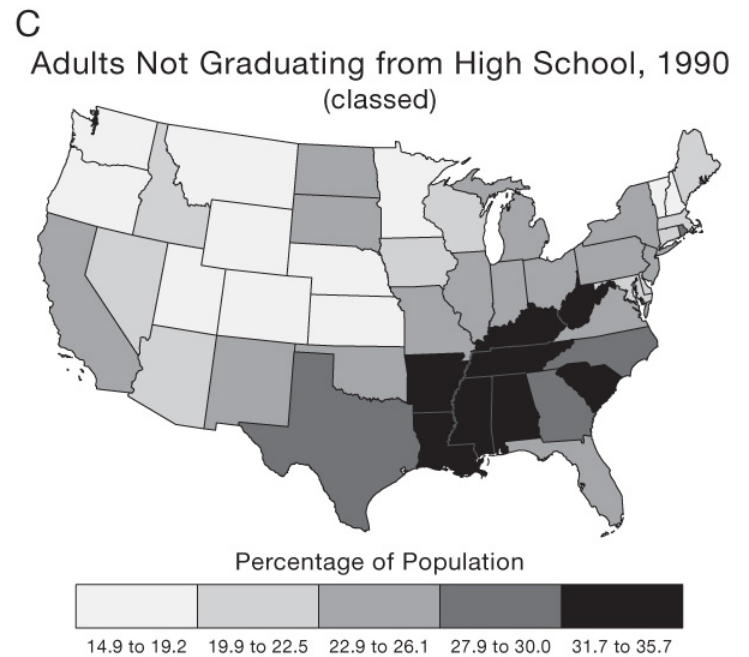 C
Adults Not Graduating from High School, 1990
(classed)
Percentage of Population
14.9 to 19.2 19.9 to 22.5 22.9 to 26.1 27.9 to 30.0 31.7 to 35.7